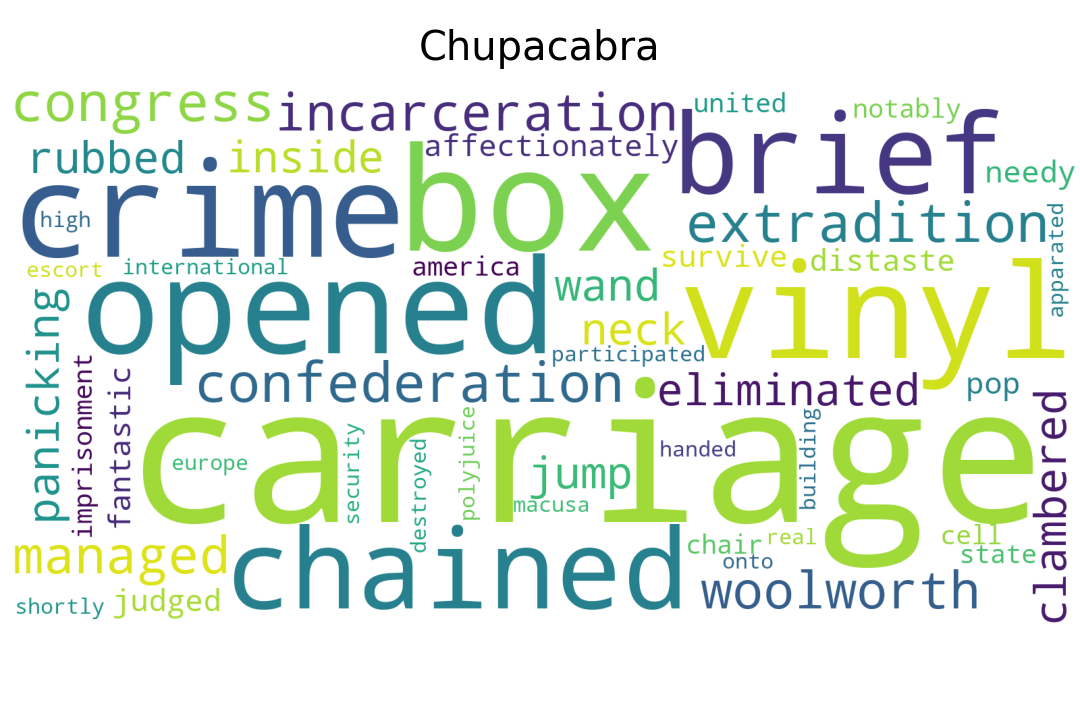 Chupacabra
congress
incarceration
united
notably
brief
rubbed
inside
affectionately
needy
crime
box
high
extradition
apparated
escort
international
america
survive
distaste
opened
wand
vinyl
neck
panicking
participated
imprisonment
fantastic
confederation
eliminated
pop
carriage
clambered
europe
security
destroyed
polyjuice
jump
handed
building
macusa
managed
chained
chair
real
cell
onto
state
shortly
judged
woolworth